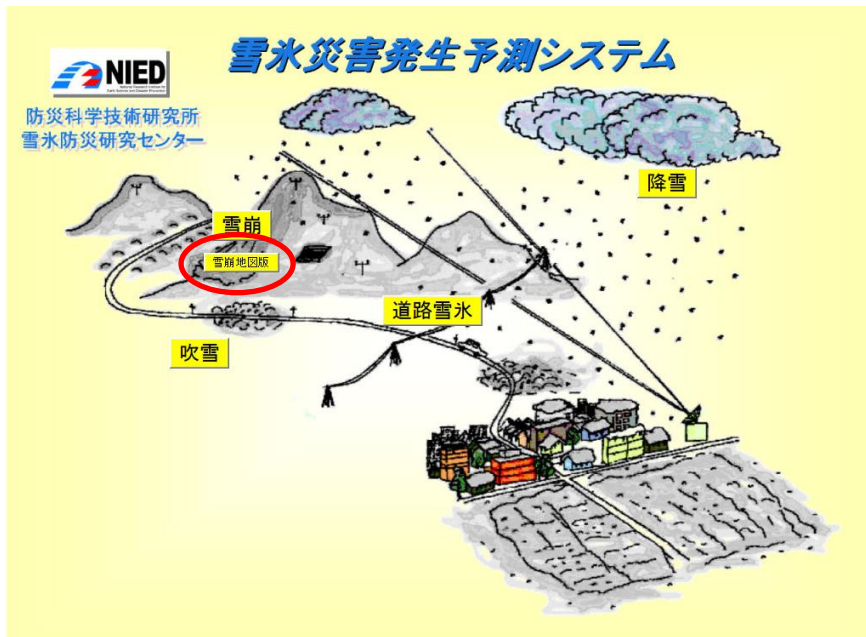 雪氷災害発生予測システム
NIED
防災科学技術研究所
雪氷防災研究センター
降雪
雪崩
雪崩地図版
道路雪氷
吹雪